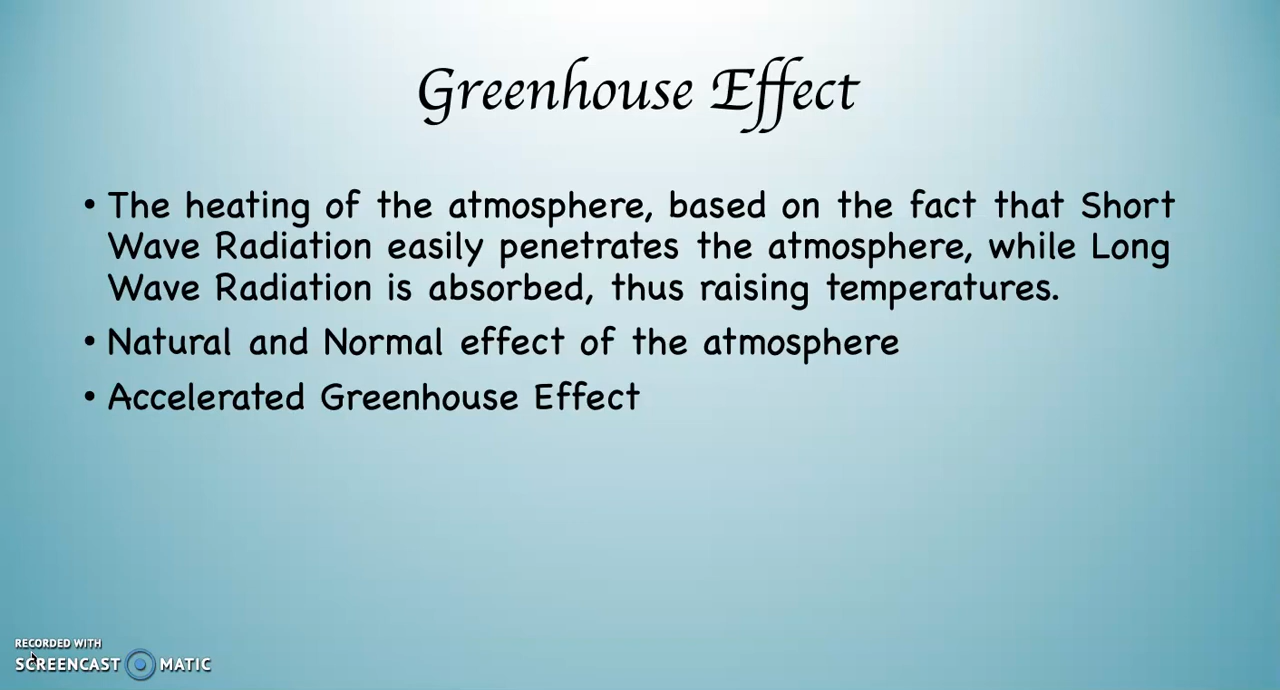 Greenhouse Effect
• The heating of the atmosphere, based on the fact that Short
Wave Radiation easily penetrates the atmosphere, while Long
Wave Radiation is absorbed, thus raising temperatures.
• Natural and Normal effect of the atmosphere
• Accelerated Greenhouse Effect
RECORDED WITH
SCREENCAST MATIC